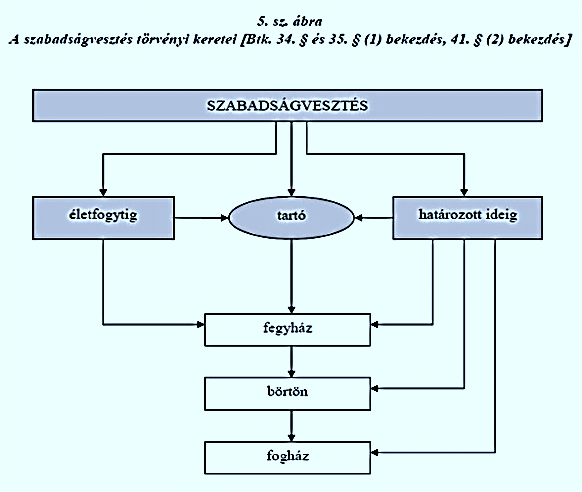 5. sz. ábra
A szabadságvesztés törvényi keretei [Btk. 34. § és 35. § (1) bekezdés, 41. § (2) bekezdés]
SZABADSÁGVESZTÉS
életfogytig
tartó
határozott ideig
fegyház
börtön
fogház